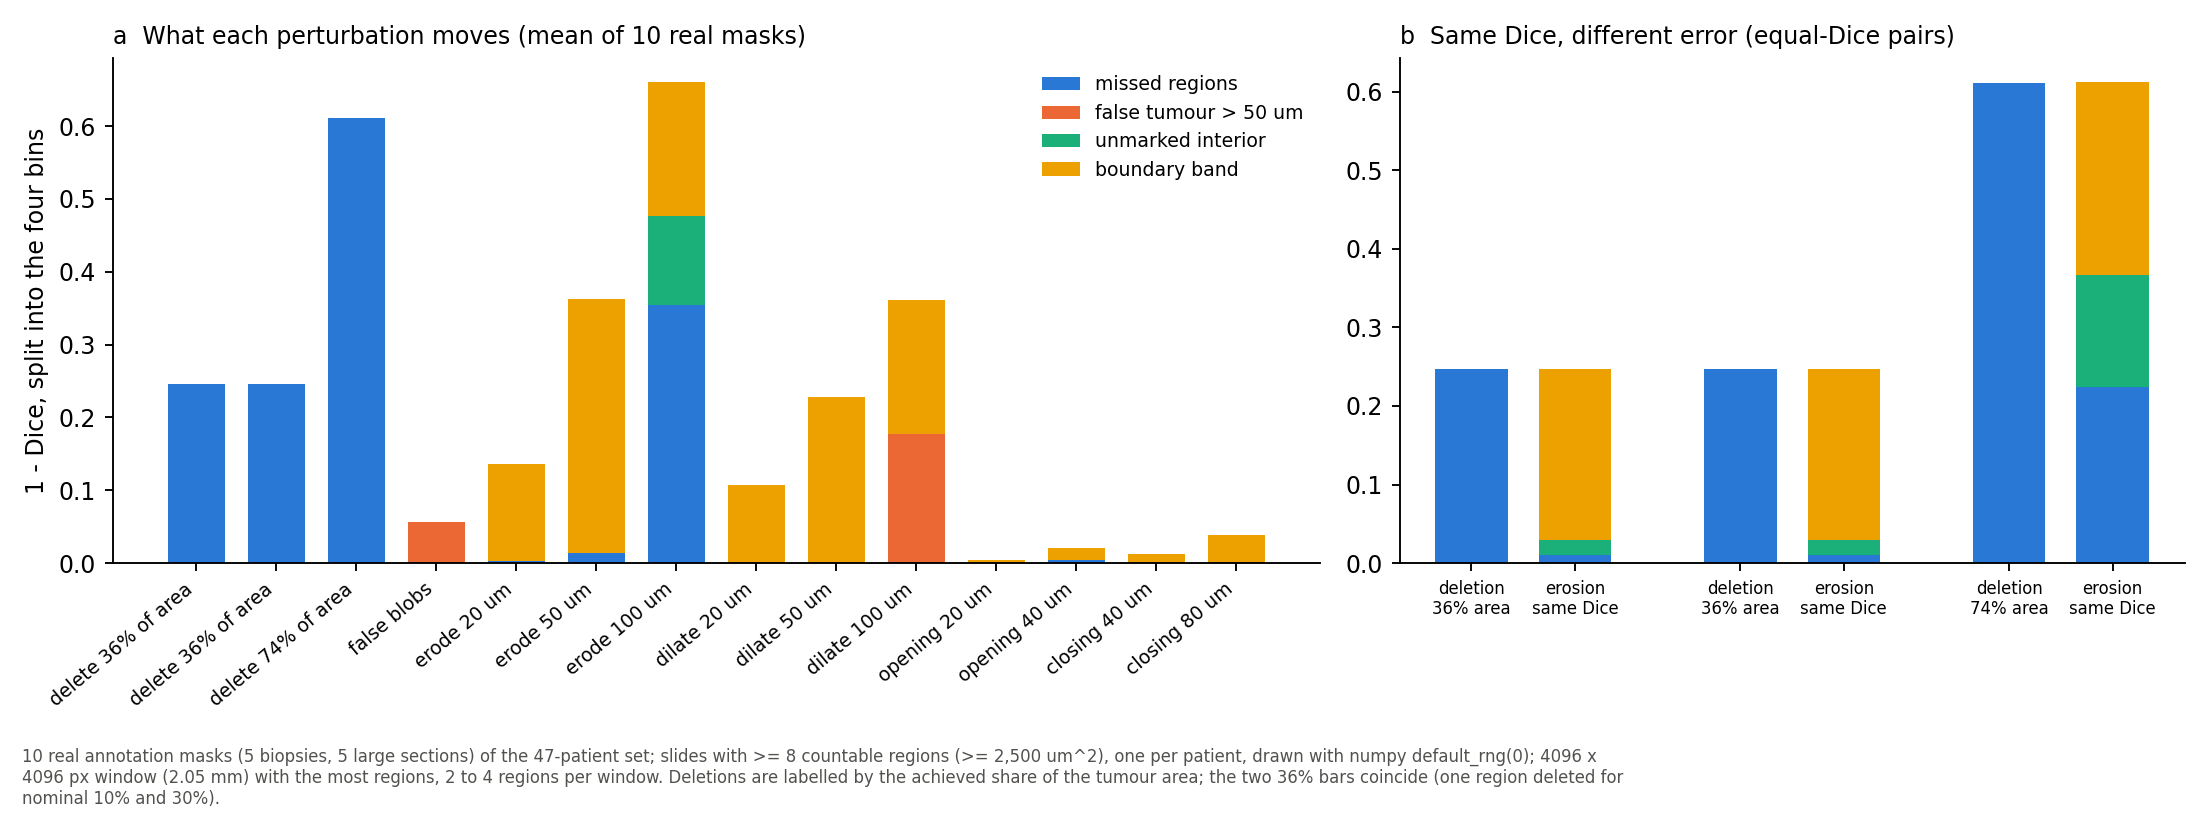 a  What each perturbation moves (mean of 10 real masks)
1 - Dice, split into the four bins
0.6
0.5
0.4
0.3
0.2
0.1
0.0
missed regions
false tumour > 50 um
unmarked interior
boundary band
delete 36% of area
delete 36% of area
delete 74% of area
false blobs
erode 20 um
erode 50 um
erode 100 um
dilate 20 um
dilate 50 um
dilate 100 um
opening 20 um
opening 40 um
closing 40 um
closing 80 um
b  Same Dice, different error (equal-Dice pairs)
0.6
0.5
0.4
0.3
0.2
0.1
0.0
deletion
36% area
erosion
same Dice
deletion
36% area
erosion
same Dice
deletion
74% area
erosion
same Dice
10 real annotation masks (5 biopsies, 5 large sections) of the 47-patient set; slides with >= 8 countable regions (>= 2,500 um^2), one per patient, drawn with numpy default_rng(0); 4096 x
4096 px window (2.05 mm) with the most regions, 2 to 4 regions per window. Deletions are labelled by the achieved share of the tumour area; the two 36% bars coincide (one region deleted for
nominal 10% and 30%).